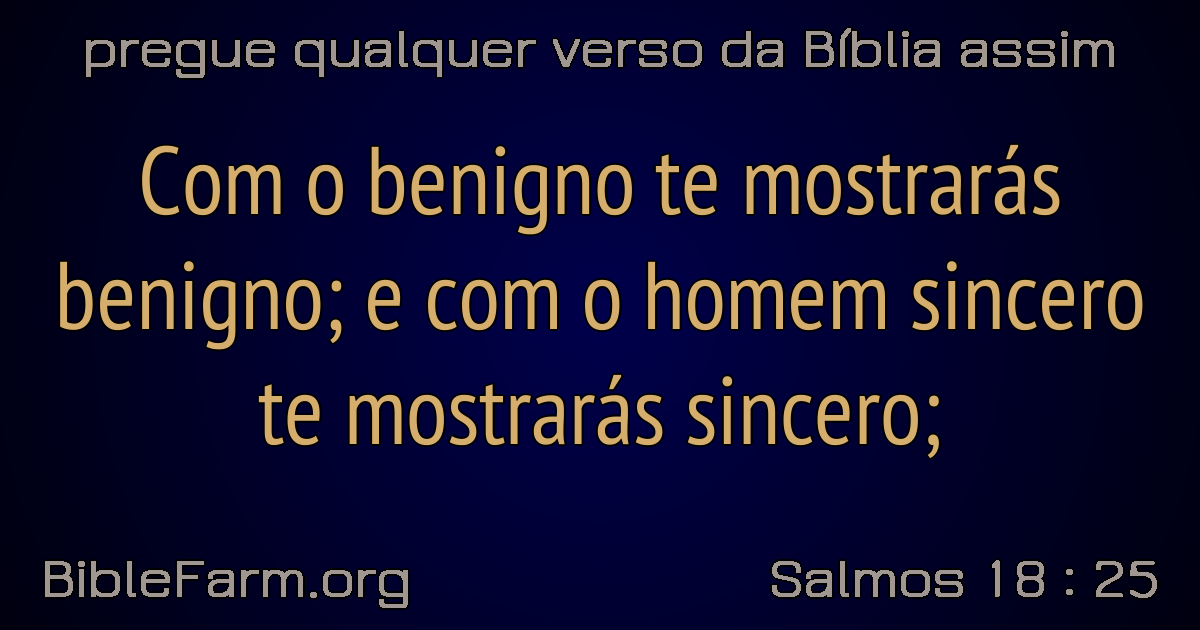 pregue qualquer verso da Bíblia assim
Com o benigno te mostrarás
benigno; e com o homem sincero
te mostrarás sincero;
BibleFarm.org
Salmos 18 : 25